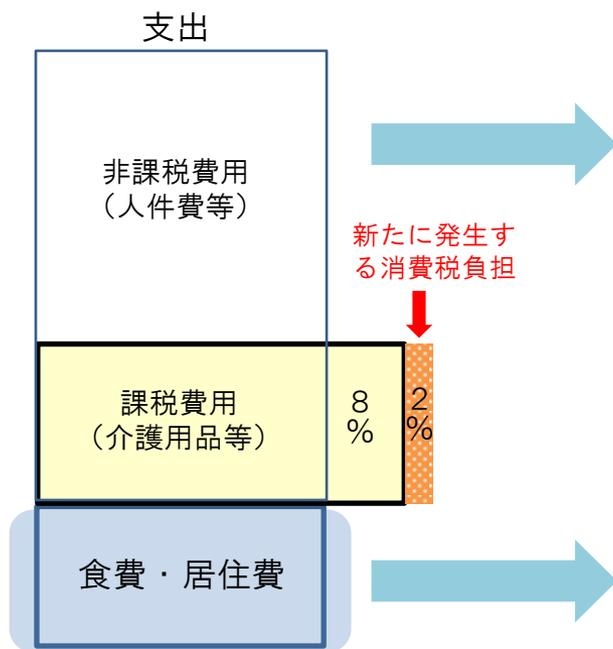 支出
非課税費用
（人件費等）
新たに発生す
る消費税負担
課税費用
（介護用品等）
８
％
２
％
食費・居住費